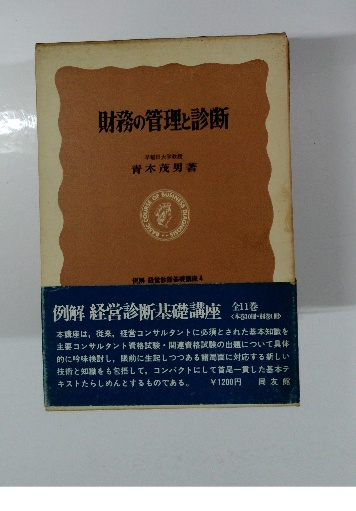 財務の管理と診断
早稲田大学教授
青木茂男著
BASIC COURSE OF BUSINESS DIAGNOSIS
例解 経営診断基礎講座 4
例解 経営診断基礎講座 全11巻
本講座は,従来,経営コンサルタントに必須とされた基本知識を
主要コンサルタント資格試験・関連資格試験の出題について具体
的に吟味検討し,眼前に生起しつつある諸局面に対応する新しい
技術と知識をも包括して,コンパクトにして首尾一貫した基本テ
キストたらしめんとするものである。 ¥1200円 同友館